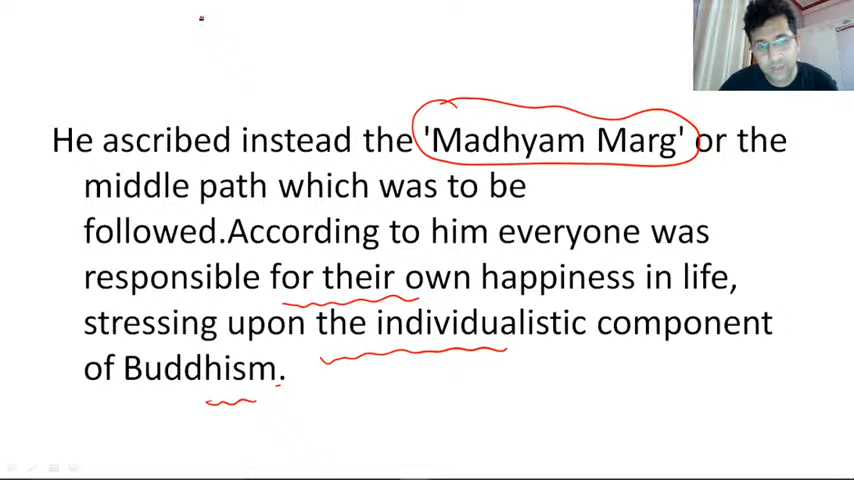 He ascribed instead the 'Madhyam Marg' or the
middle path which was to be
followed.According to him everyone was
responsible for their own happiness in life,
stressing upon the individualistic component
of Buddhism.